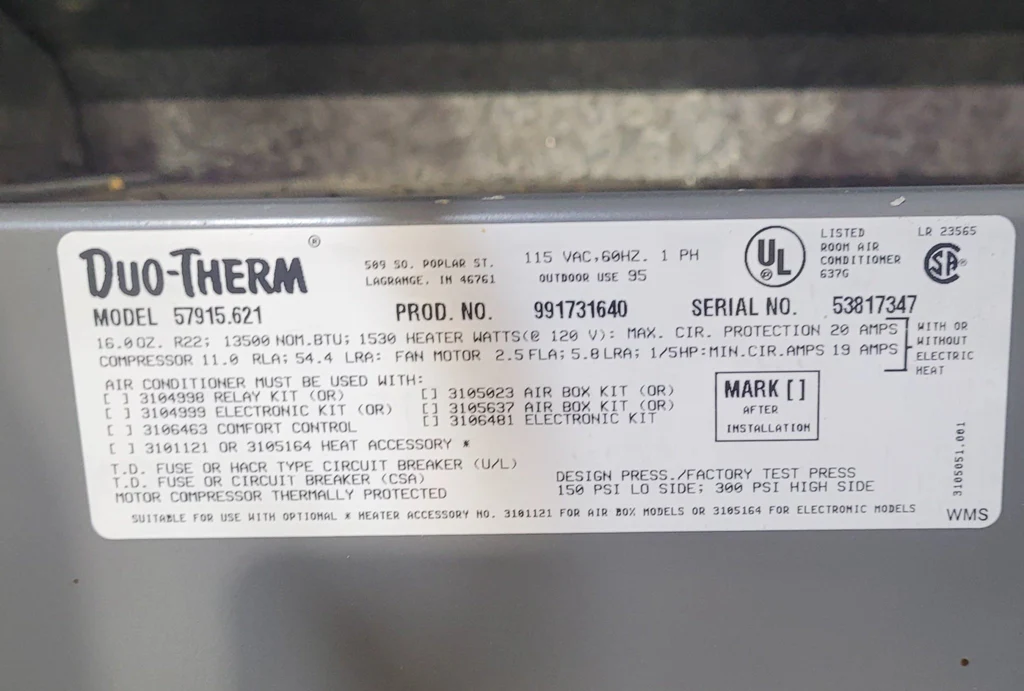 DUO-THERM ®
509 SO. POPLAR ST.
LAGRANGE, IN 46761
115 VAC,60HZ. 1 PH
OUTDOOR USE 95
UL ®
LISTED
ROOM AIR
CONDITIONER
637G
LR 23565
SA ®
MODEL 57915.621 PROD. NO. 991731640 SERIAL NO. 53817347
16.0 OZ. R22; 13500 NOM.BTU; 1530 HEATER WATTS(@ 120 V): MAX. CIR. PROTECTION 20 AMPS
COMPRESSOR 11.0 RLA; 54.4 LRA: FAN MOTOR 2.5 FLA; 5.8 LRA; 1/5HP:MIN.CIR.AMPS 19 AMPS
WITH OR
WITHOUT
ELECTRIC
HEAT
AIR CONDITIONER MUST BE USED WITH:
[ ] 3104998 RELAY KIT (OR) [ ] 3105023 AIR BOX KIT (OR)
[ ] 3104999 ELECTRONIC KIT (OR) [ ] 3105637 AIR BOX KIT (OR)
[ ] 3106463 COMFORT CONTROL [ ] 3106481 ELECTRONIC KIT
[ ] 3101121 OR 3105164 HEAT ACCESSORY *
MARK [ ]
AFTER
INSTALLATION
T.D. FUSE OR HACR TYPE CIRCUIT BREAKER (U/L)
T.D. FUSE OR CIRCUIT BREAKER (CSA)
MOTOR COMPRESSOR THERMALLY PROTECTED
DESIGN PRESS./FACTORY TEST PRESS
150 PSI LO SIDE; 300 PSI HIGH SIDE
3105051.001
SUITABLE FOR USE WITH OPTIONAL * HEATER ACCESSORY NO. 3101121 FOR AIR BOX MODELS OR 3105164 FOR ELECTRONIC MODELS
WMS